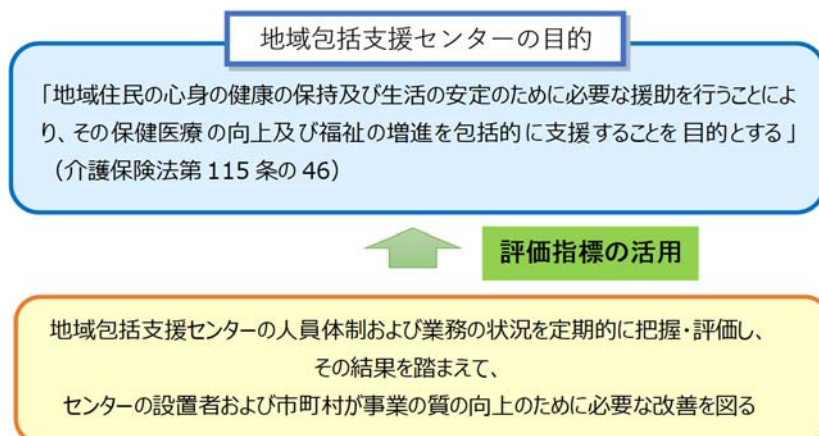 地域包括支援センターの目的
「地域住民の心身の健康の保持及び生活の安定のために必要な援助を行うことによ
り、その保健医療の向上及び福祉の増進を包括的に支援することを目的とする」
（介護保険法第 115 条の 46）
評価指標の活用
地域包括支援センターの人員体制および業務の状況を定期的に把握・評価し、
その結果を踏まえて、
センターの設置者および市町村が事業の質の向上のために必要な改善を図る